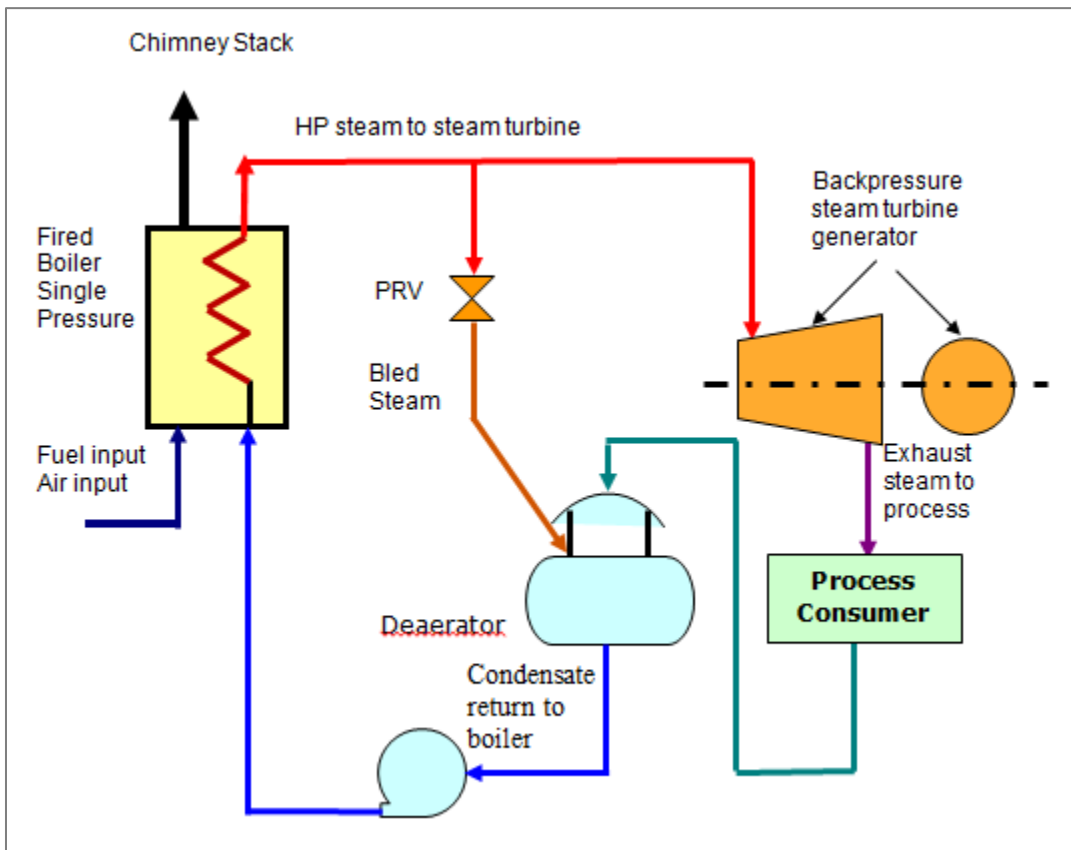 Chimney Stack
HP steam to steam turbine
Backpressure
steam turbine
generator
Fired
Boiler
Single
Pressure
PRV
Bled
Steam
Fuel input
Air input
Exhaust
steam to
process
Process
Consumer
Deaerator
Condensate
return to
boiler